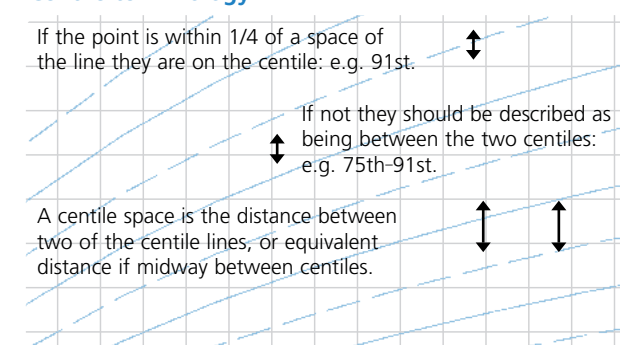 If the point is within 1/4 of a space of
the line they are on the centile: e.g. 91st.
If not they should be described as
being between the two centiles:
e.g. 75th–91st.
A centile space is the distance between
two of the centile lines, or equivalent
distance if midway between centiles.